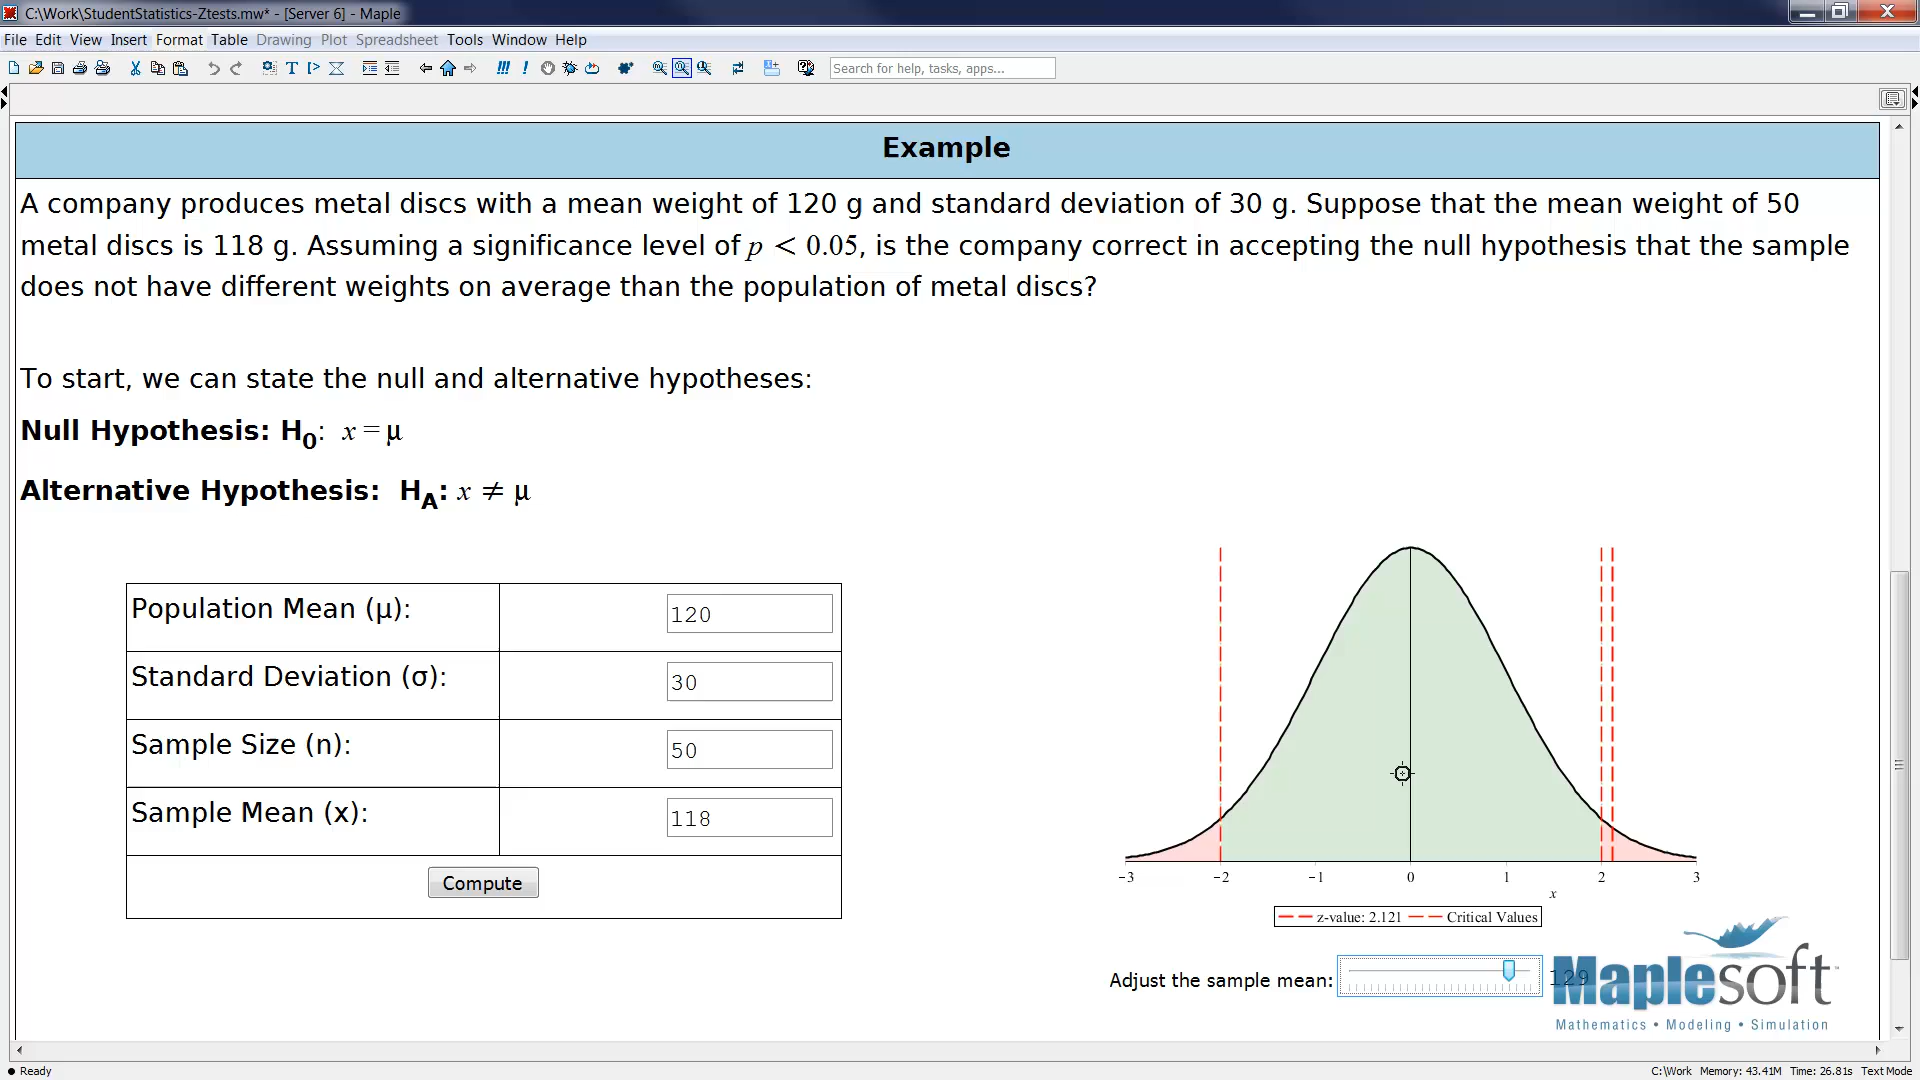 C:\Work\StudentStatistics-Ztests.mw* - [Server 6] - Maple
File Edit View Insert Format Table Drawing Plot Spreadsheet Tools Window Help
Search for help, tasks, apps...
Example
A company produces metal discs with a mean weight of 120 g and standard deviation of 30 g. Suppose that the mean weight of 50
metal discs is 118 g. Assuming a significance level of p < 0.05, is the company correct in accepting the null hypothesis that the sample
does not have different weights on average than the population of metal discs?
To start, we can state the null and alternative hypotheses:
Null Hypothesis: H0: x = μ
Alternative Hypothesis: HA: x ≠ μ
Population Mean (μ): 120
Standard Deviation (σ): 30
Sample Size (n): 50
Sample Mean (x): 118
Compute
-3 -2 -1 0 1 2 3
x
z-value: 2.121 Critical Values
Adjust the sample mean: 129
Maplesoft™
Mathematics • Modeling • Simulation
Ready C:\Work Memory: 43.41M Time: 26.81s Text Mode